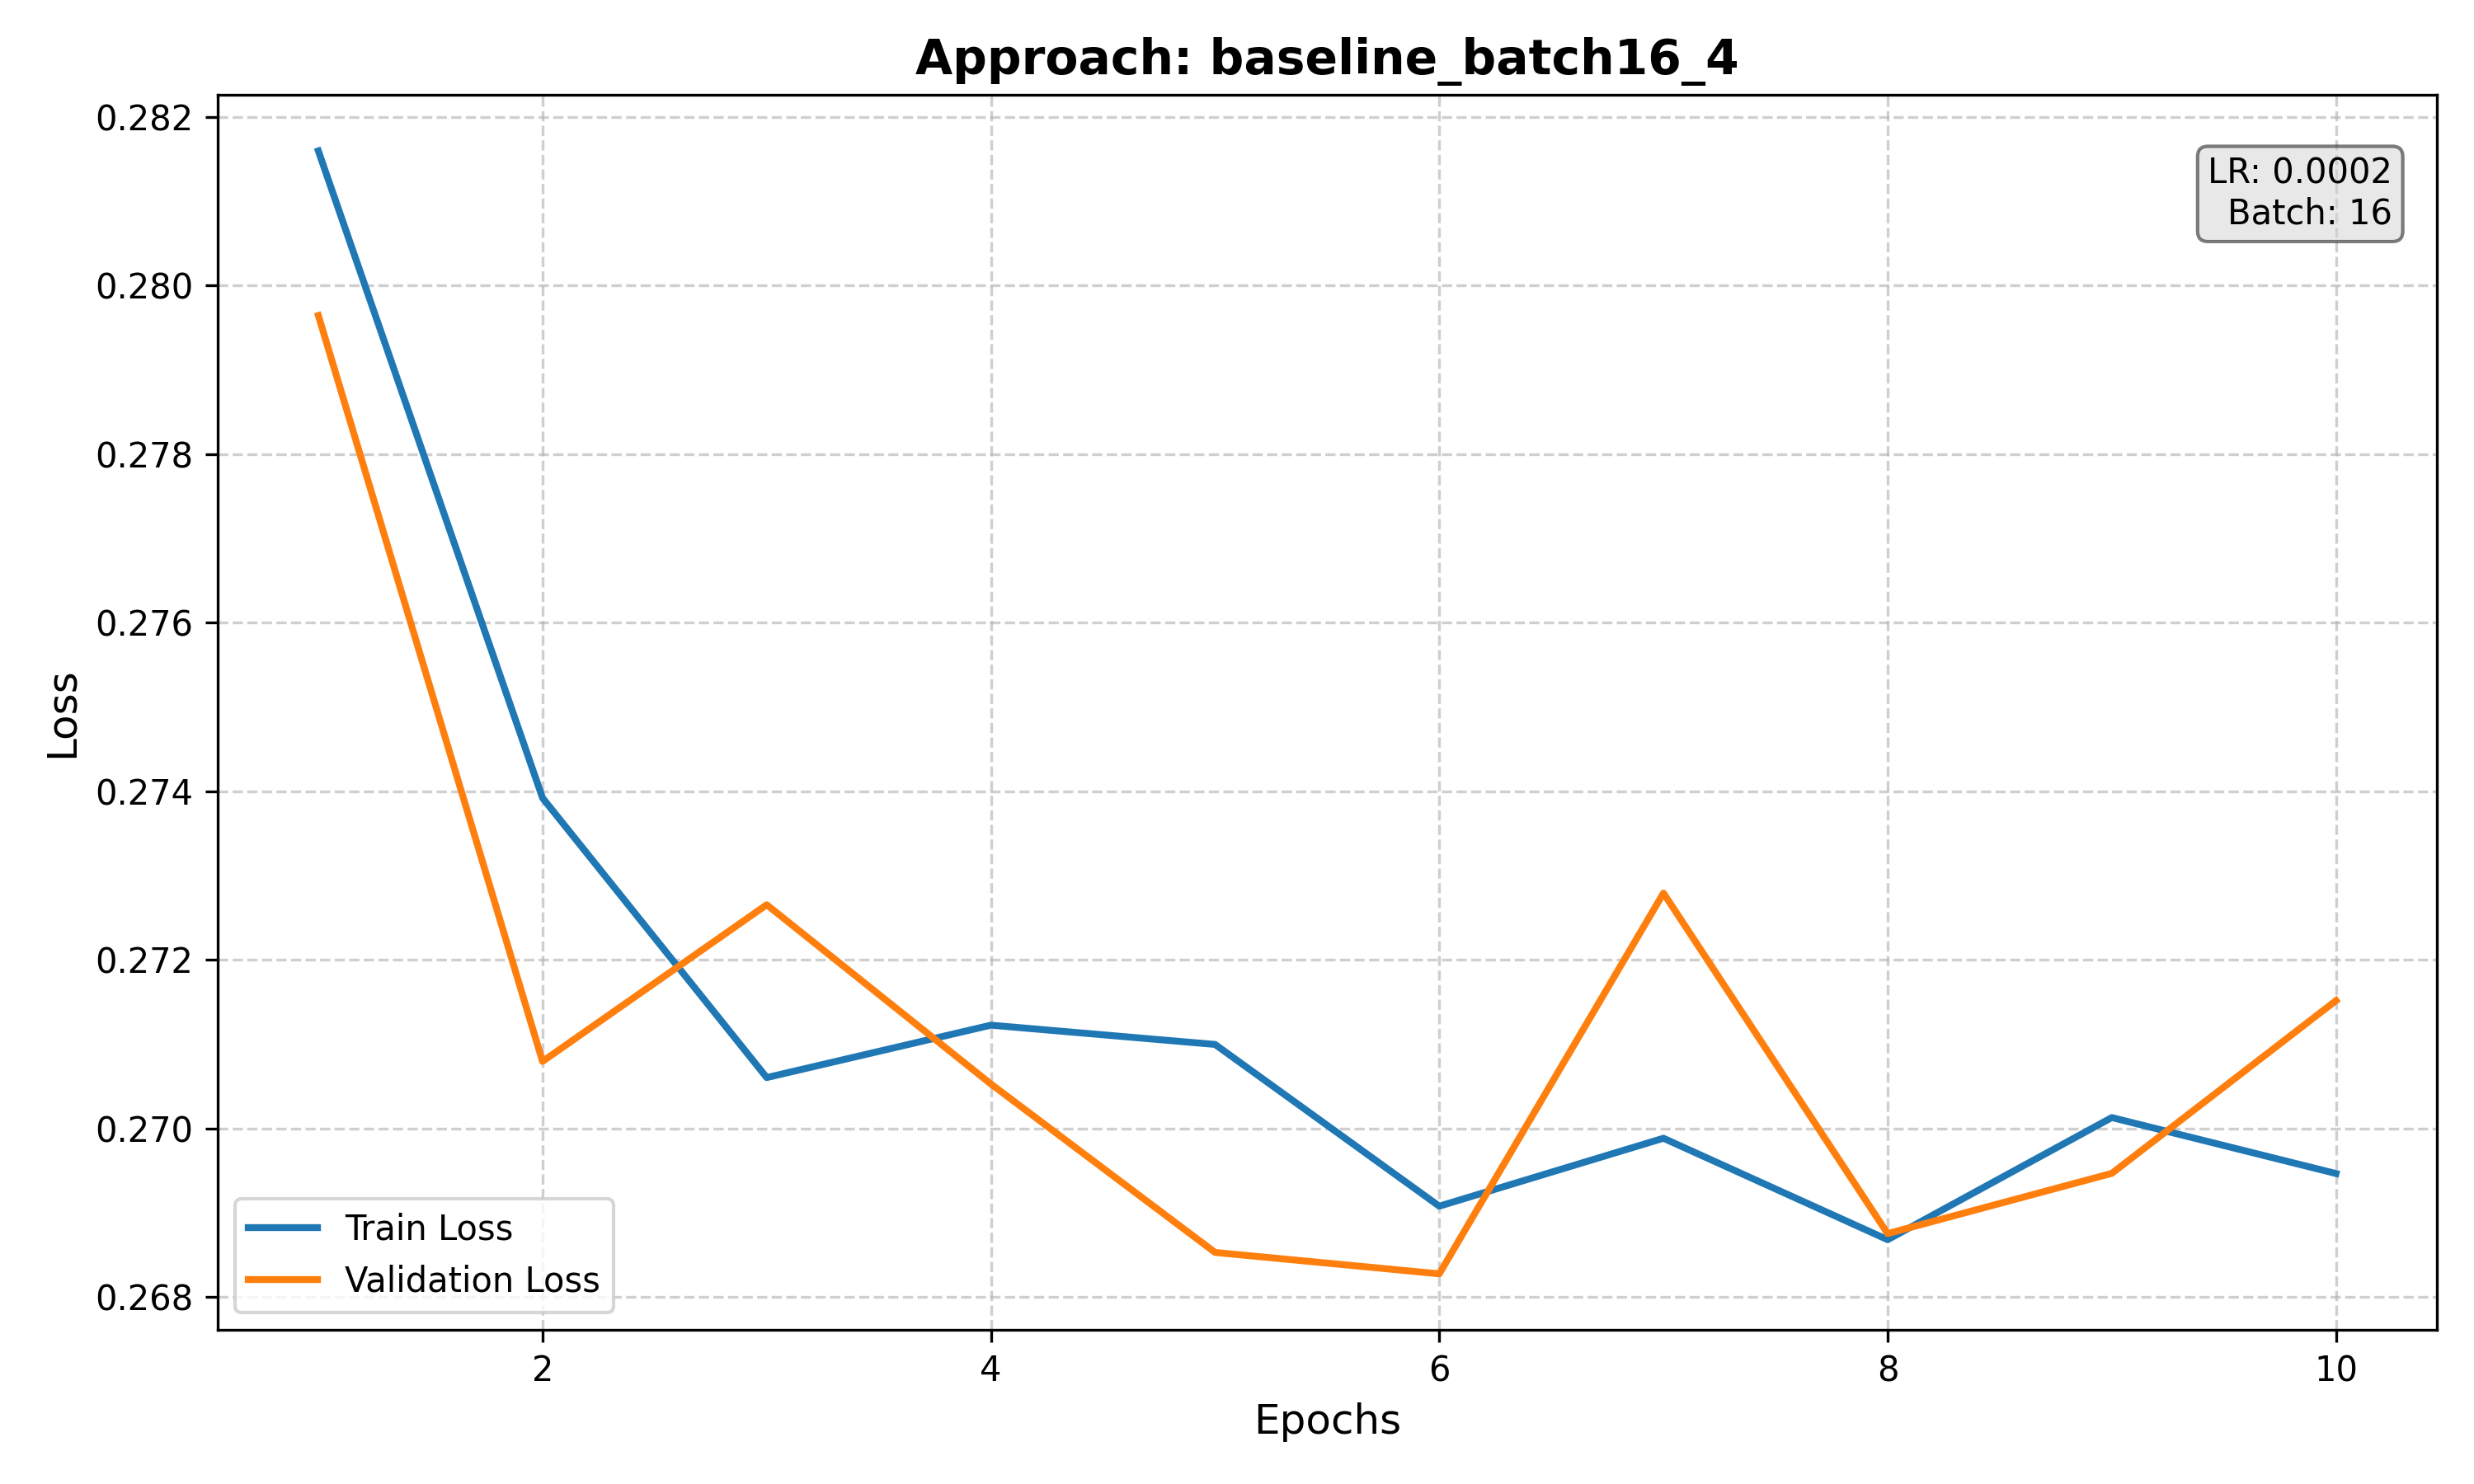 Approach: baseline_batch16_4
LR: 0.0002
Batch: 16
Loss
0.282
0.280
0.278
0.276
0.274
0.272
0.270
0.268
Train Loss
Validation Loss
2
4
6
8
10
Epochs